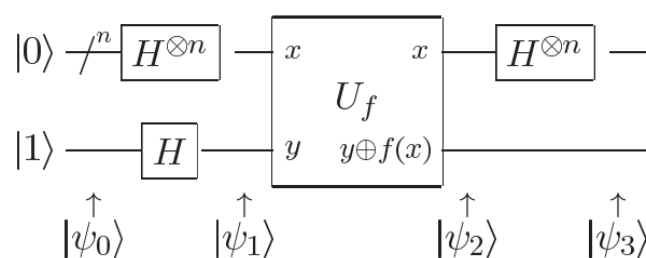 |0⟩ n H⊗n x x H⊗n
U_f
|1⟩ H y y⊕f(x)
↑ ↑ ↑ ↑
|ψ0⟩ |ψ1⟩ |ψ2⟩ |ψ3⟩